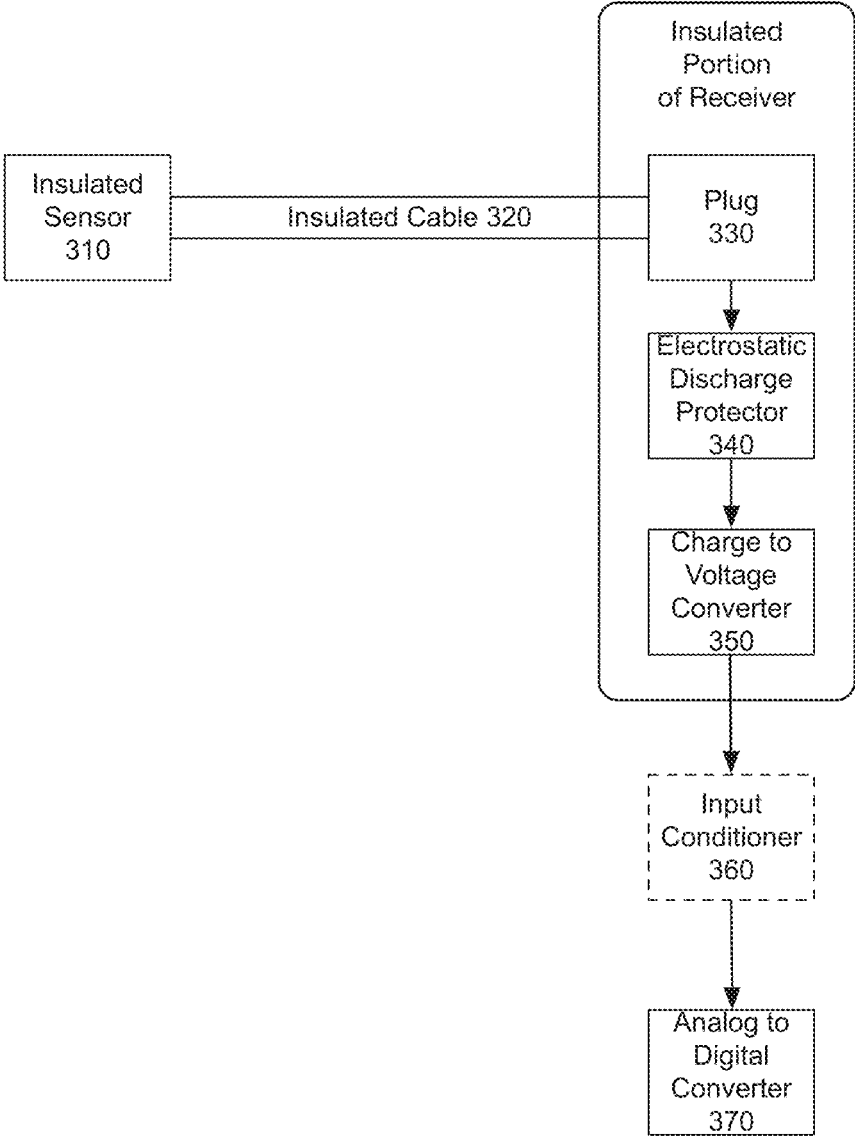 Insulated
Portion
of Receiver
Insulated
Sensor
310
Insulated Cable 320
Plug
330
Electrostatic
Discharge
Protector
340
Charge to
Voltage
Converter
350
Input
Conditioner
360
Analog to
Digital
Converter
370